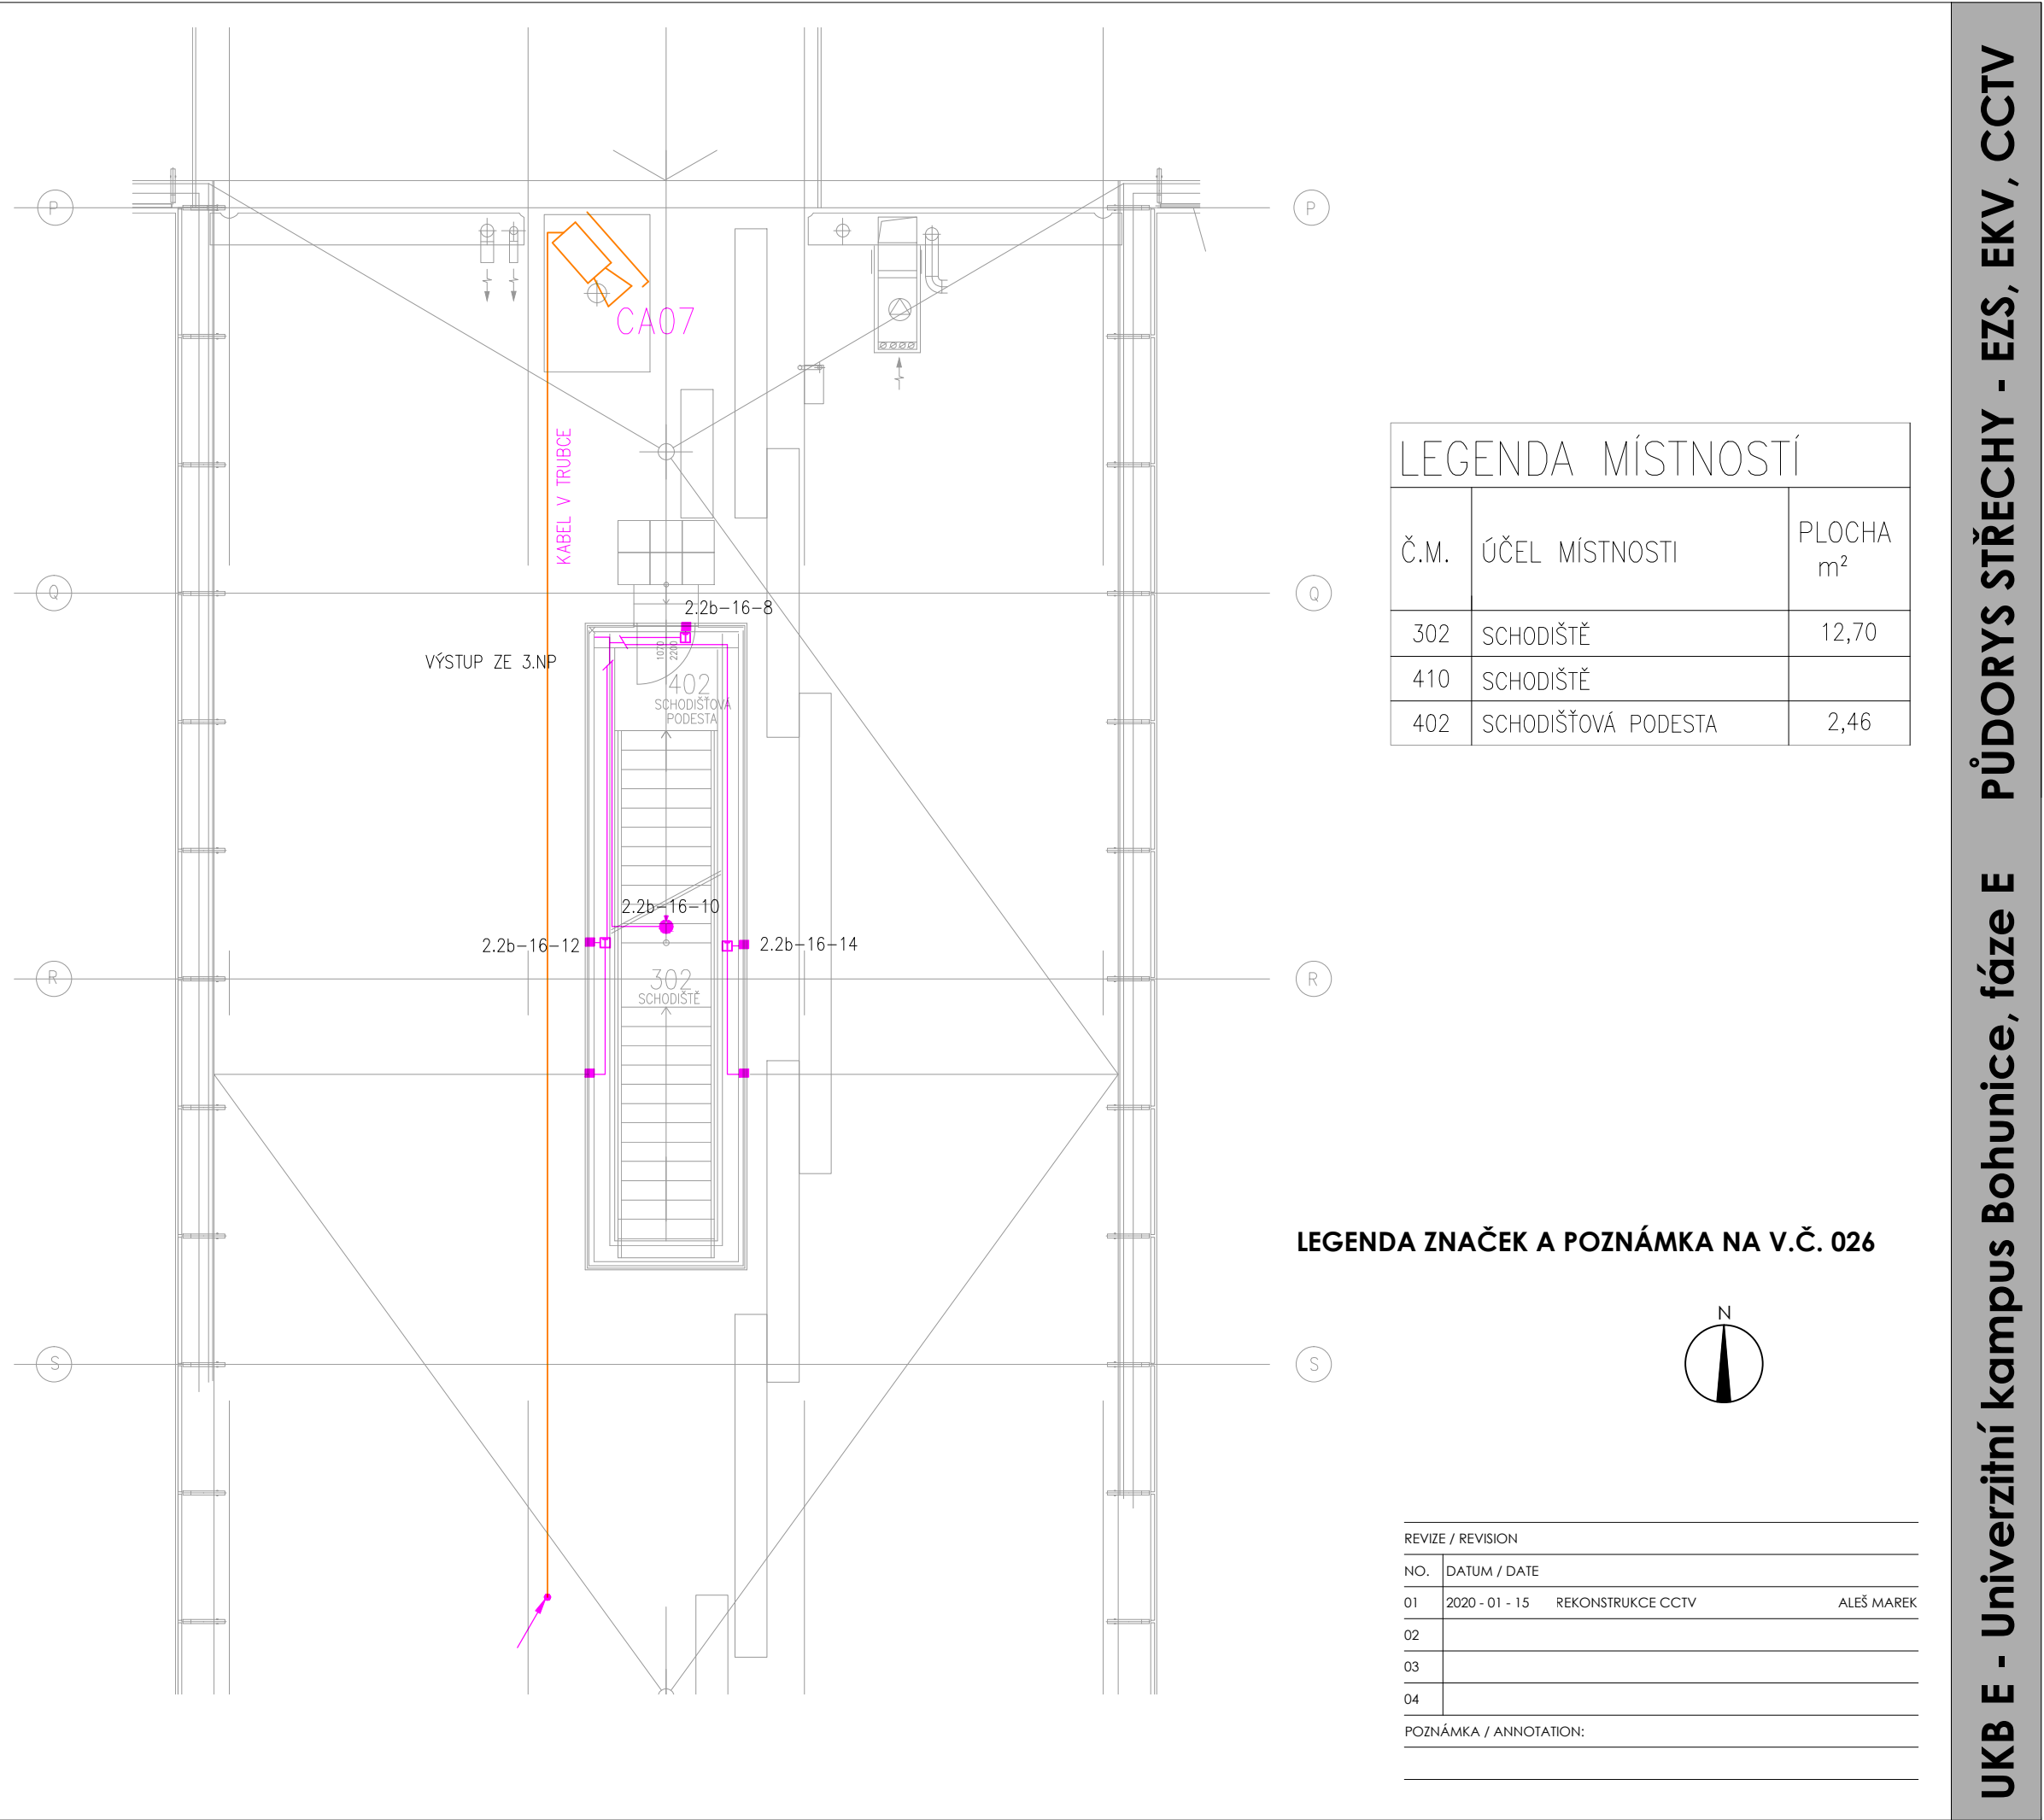 P
P
CA07
KABEL V TRUBCE
Q
Q
2.2b-16-8
VÝSTUP ZE 3.NP
1070
2200
402
SCHODIŠŤOVÁ
PODESTA
2.2b-16-10
2.2b-16-12
2.2b-16-14
R
R
302
SCHODIŠTĚ
S
S
LEGENDA MÍSTNOSTÍ
Č.M. ÚČEL MÍSTNOSTI PLOCHA m²
302 SCHODIŠTĚ 12,70
410 SCHODIŠTĚ
402 SCHODIŠŤOVÁ PODESTA 2,46
LEGENDA ZNAČEK A POZNÁMKA NA V.Č. 026
N
REVIZE / REVISION
NO. DATUM / DATE
01 2020 - 01 - 15 REKONSTRUKCE CCTV ALEŠ MAREK
02
03
04
POZNÁMKA / ANNOTATION:
UKB E - Univerzitní kampus Bohunice, fáze E PŮDORYS STŘECHY - EZS, EKV, CCTV